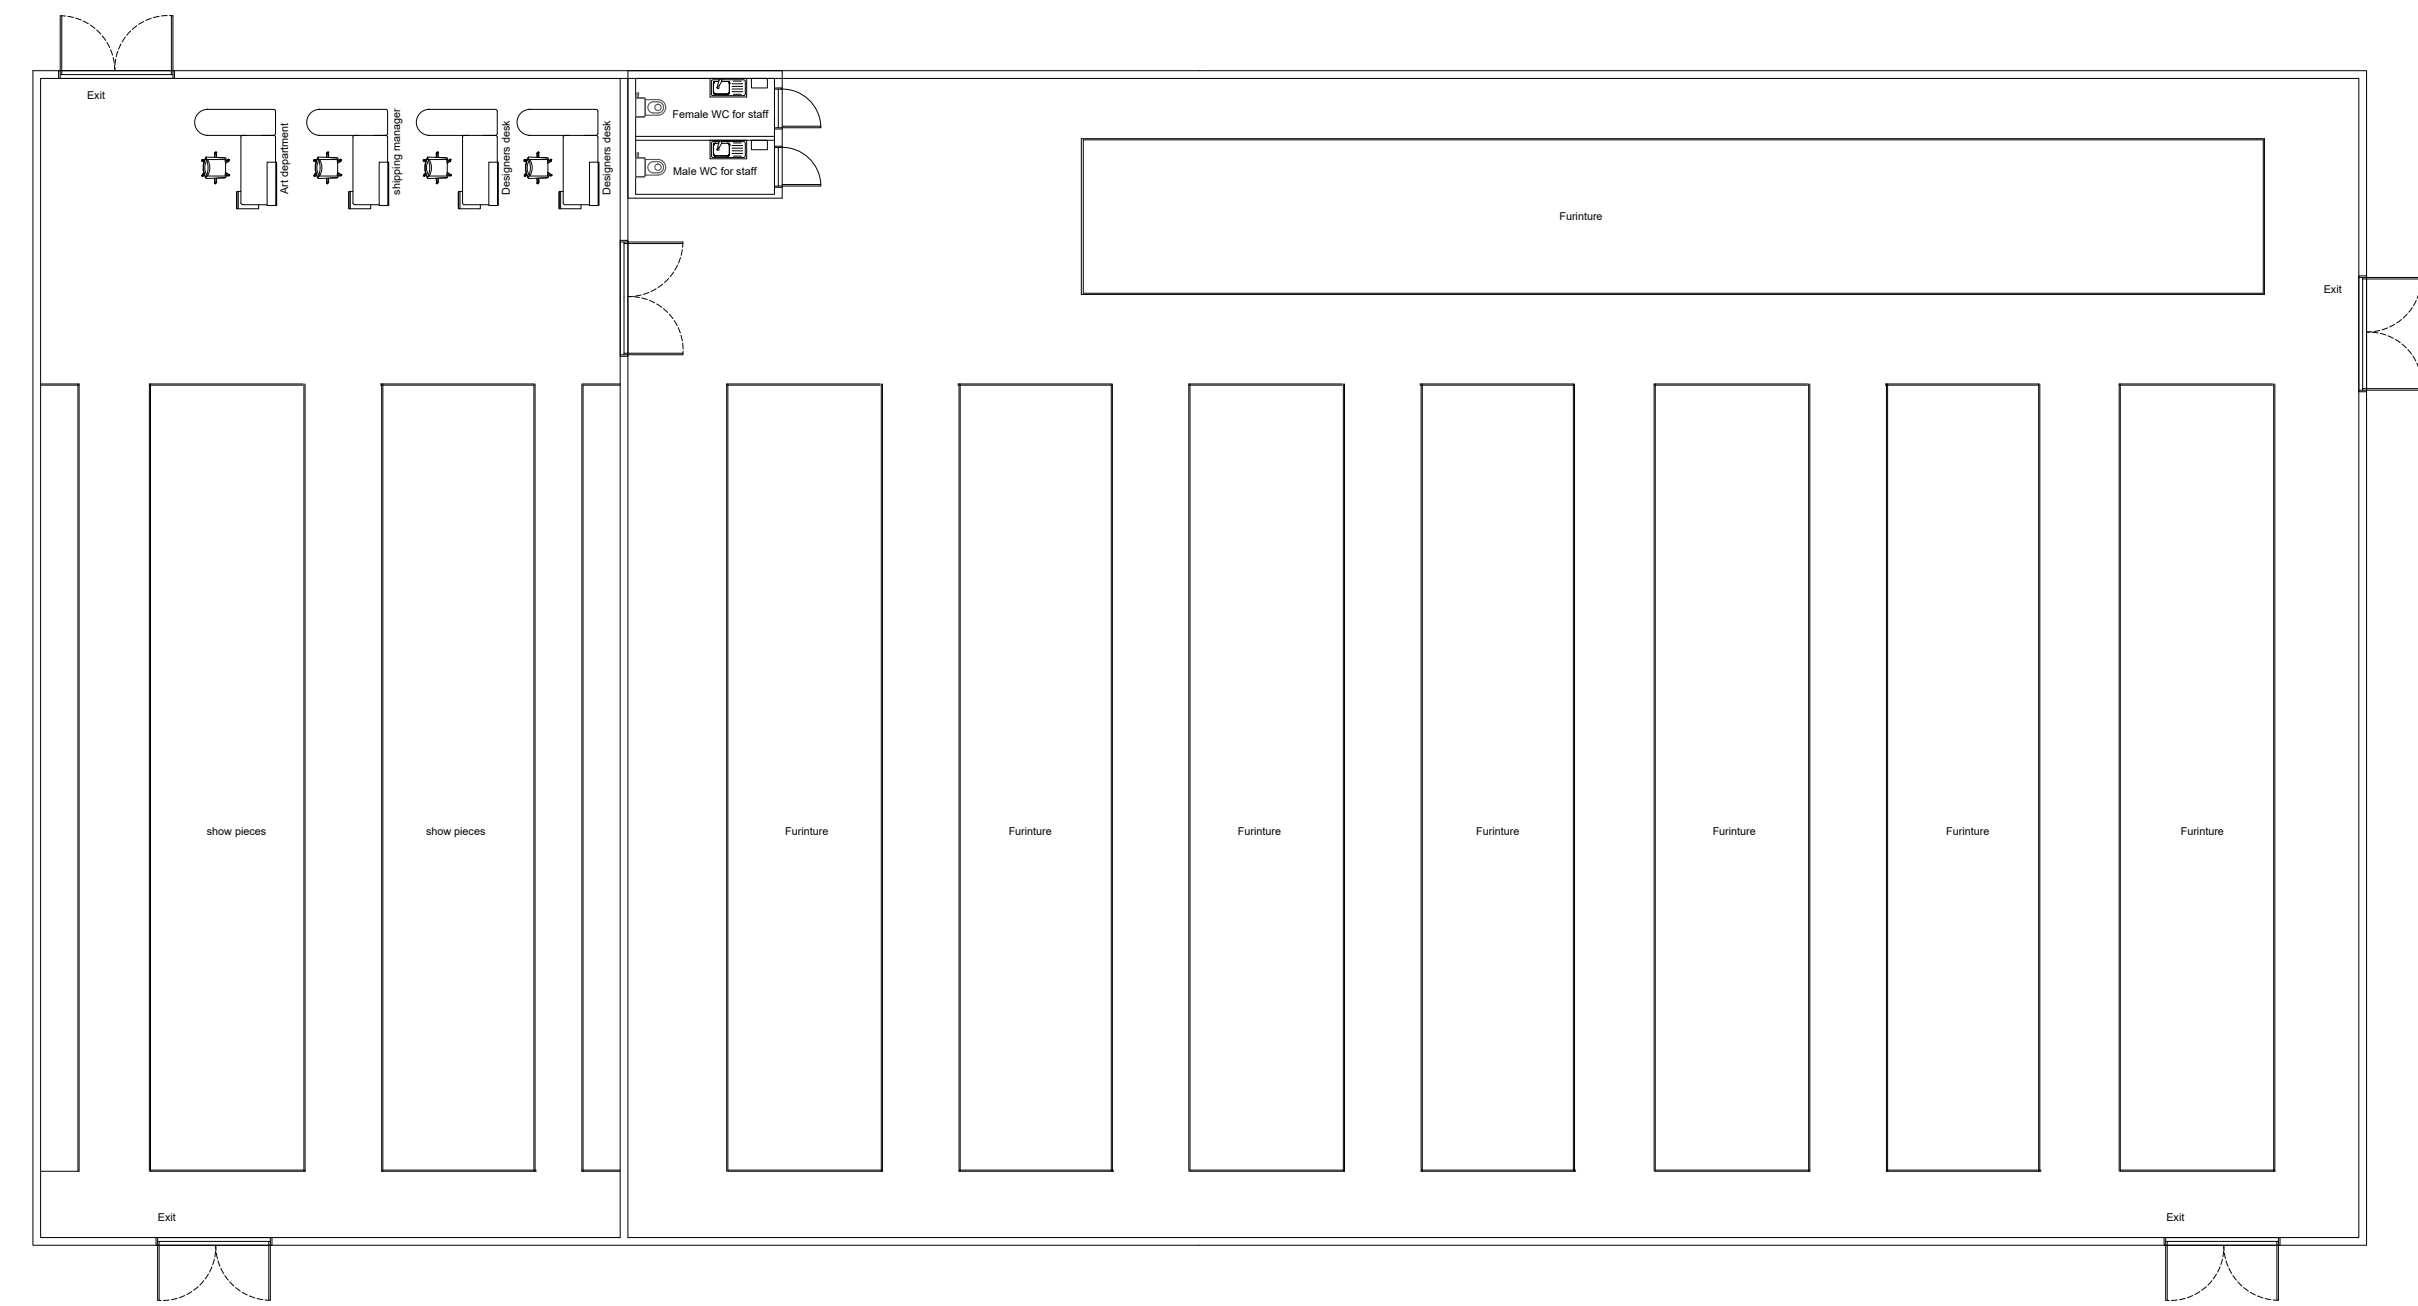 Exit
Art department
shipping manager
Designers desk
Designers desk
Female WC for staff
Male WC for staff
Furinture
Exit
show pieces
show pieces
Furinture
Furinture
Furinture
Furinture
Furinture
Furinture
Furinture
Exit
Exit